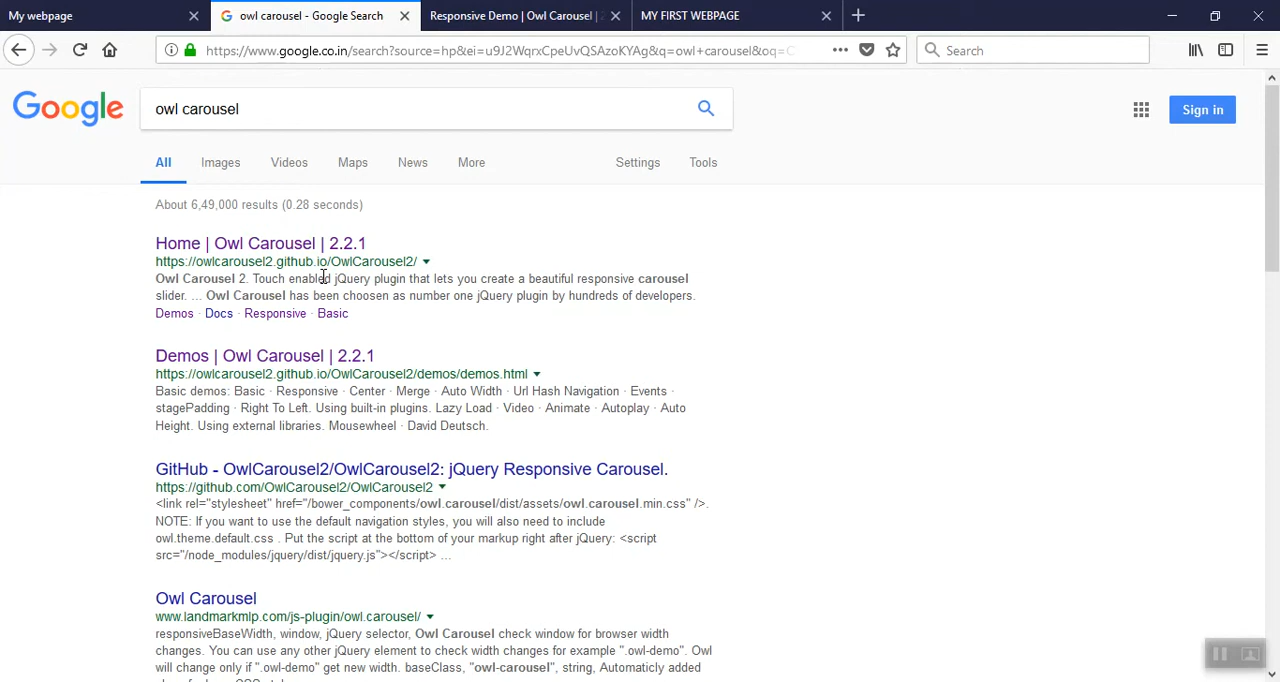 My webpage
owl carousel - Google Search
Responsive Demo | Owl Carousel |
MY FIRST WEBPAGE
https://www.google.co.in/search?source=hp&ei=u9J2WqrxCpeUvQSAzoKYAg&q=owl+carousel&oq=C
Search
Google
owl carousel
Sign in
All
Images
Videos
Maps
News
More
Settings
Tools
About 6,49,000 results (0.28 seconds)
Home | Owl Carousel | 2.2.1
https://owlcarousel2.github.io/OwlCarousel2/
Owl Carousel 2. Touch enabled jQuery plugin that lets you create a beautiful responsive carousel
slider. ... Owl Carousel has been choosen as number one jQuery plugin by hundreds of developers.
Demos · Docs · Responsive · Basic
Demos | Owl Carousel | 2.2.1
https://owlcarousel2.github.io/OwlCarousel2/demos/demos.html
Basic demos: Basic · Responsive · Center · Merge · Auto Width · Url Hash Navigation · Events ·
stagePadding · Right To Left. Using built-in plugins. Lazy Load · Video · Animate · Autoplay · Auto
Height. Using external libraries. Mousewheel · David Deutsch.
GitHub - OwlCarousel2/OwlCarousel2: jQuery Responsive Carousel.
https://github.com/OwlCarousel2/OwlCarousel2
<link rel="stylesheet" href="/bower_components/owl.carousel/dist/assets/owl.carousel.min.css" />.
NOTE: If you want to use the default navigation styles, you will also need to include
owl.theme.default.css . Put the script at the bottom of your markup right after jQuery: <script
src="/node_modules/jquery/dist/jquery.js"></script> ...
Owl Carousel
www.landmarkmlp.com/js-plugin/owl.carousel/
responsiveBaseWidth, window, jQuery selector, Owl Carousel check window for browser width
changes. You can use any other jQuery element to check width changes for example ".owl-demo". Owl
will change only if ".owl-demo" get new width. baseClass, "owl-carousel", string, Automaticly added